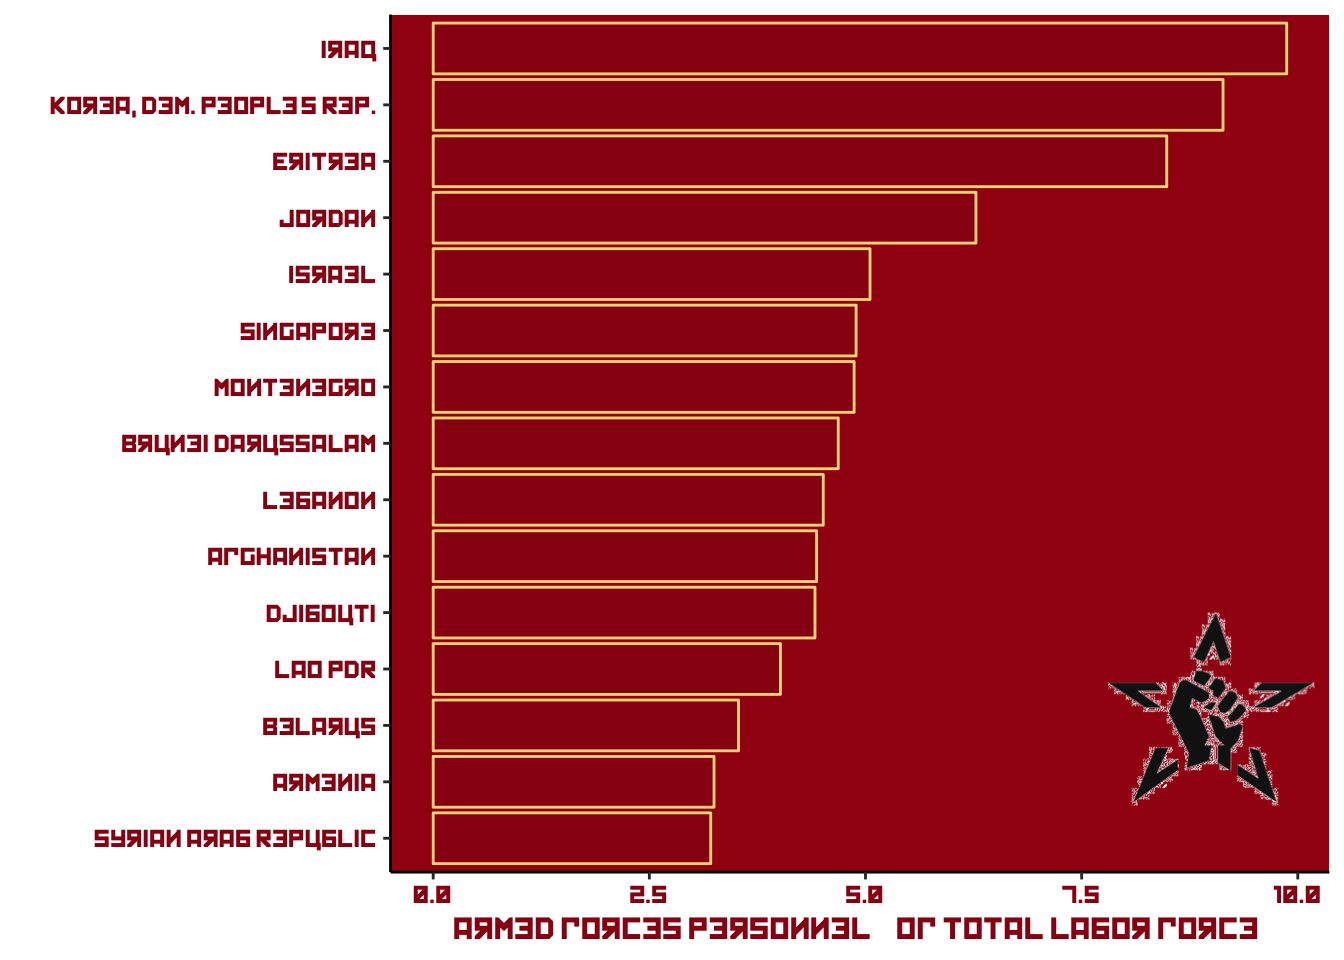 IRAQ
KOREA, DEM. PEOPLE S REP.
ERITREA
JORDAN
ISRAEL
SINGAPORE
MONTENEGRO
BRUNEI DARUSSALAM
LEBANON
AFGHANISTAN
DJIBOUTI
LAO PDR
BELARUS
ARMENIA
SYRIAN ARAB REPUBLIC
0.0 2.5 5.0 7.5 10.0
ARMED FORCES PERSONNEL OF TOTAL LABOR FORCE